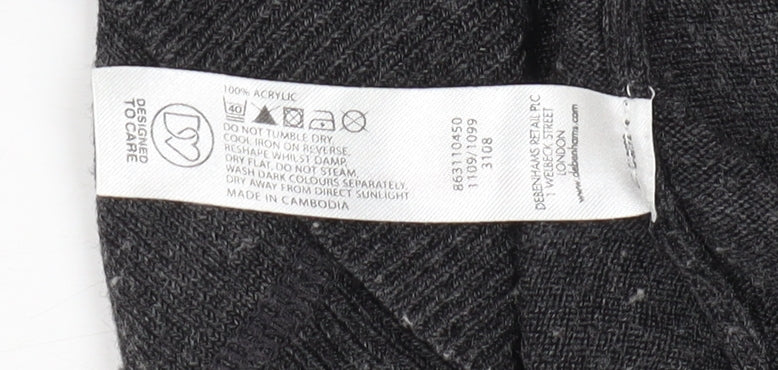 DESIGNED
TO CARE
100% ACRYLIC
40
DO NOT TUMBLE DRY.
COOL IRON ON REVERSE.
RESHAPE WHILST DAMP.
DRY FLAT. DO NOT STEAM.
WASH DARK COLOURS SEPARATELY.
DRY AWAY FROM DIRECT SUNLIGHT
MADE IN CAMBODIA
863110450
1109/1099
3108
DEBENHAMS RETAIL PLC
1 WELBECK STREET
LONDON
www.debenhams.com